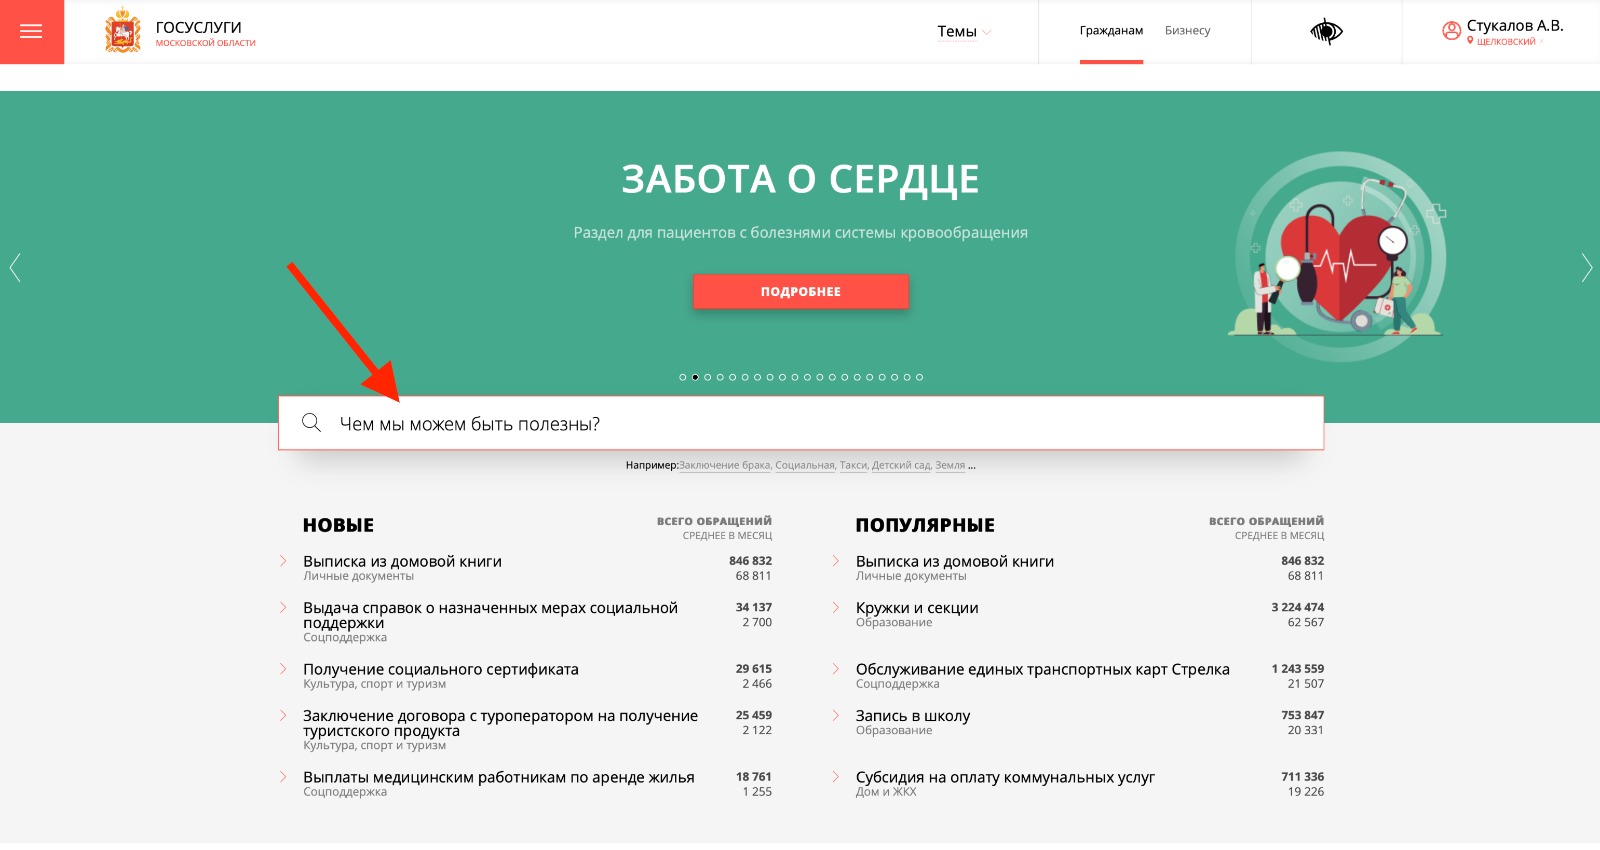 ГОСУСЛУГИ
МОСКОВСКОЙ ОБЛАСТИ
Темы
Гражданам
Бизнесу
Стукалов А.В.
ЩЕЛКОВСКИЙ
ЗАБОТА О СЕРДЦЕ
Раздел для пациентов с болезнями системы кровообращения
ПОДРОБНЕЕ
Чем мы можем быть полезны?
Например:Заключение брака, Социальная, Такси, Детский сад, Земля ...
НОВЫЕ
ВСЕГО ОБРАЩЕНИЙ
СРЕДНЕЕ В МЕСЯЦ
Выписка из домовой книги
Личные документы
846 832
68 811
Выдача справок о назначенных мерах социальной
поддержки
Соцподдержка
34 137
2 700
Получение социального сертификата
Культура, спорт и туризм
29 615
2 466
Заключение договора с туроператором на получение
туристского продукта
Культура, спорт и туризм
25 459
2 122
Выплаты медицинским работникам по аренде жилья
Соцподдержка
18 761
1 255
ПОПУЛЯРНЫЕ
ВСЕГО ОБРАЩЕНИЙ
СРЕДНЕЕ В МЕСЯЦ
Выписка из домовой книги
Личные документы
846 832
68 811
Кружки и секции
Образование
3 224 474
62 567
Обслуживание единых транспортных карт Стрелка
Соцподдержка
1 243 559
21 507
Запись в школу
Образование
753 847
20 331
Субсидия на оплату коммунальных услуг
Дом и ЖКХ
711 336
19 226